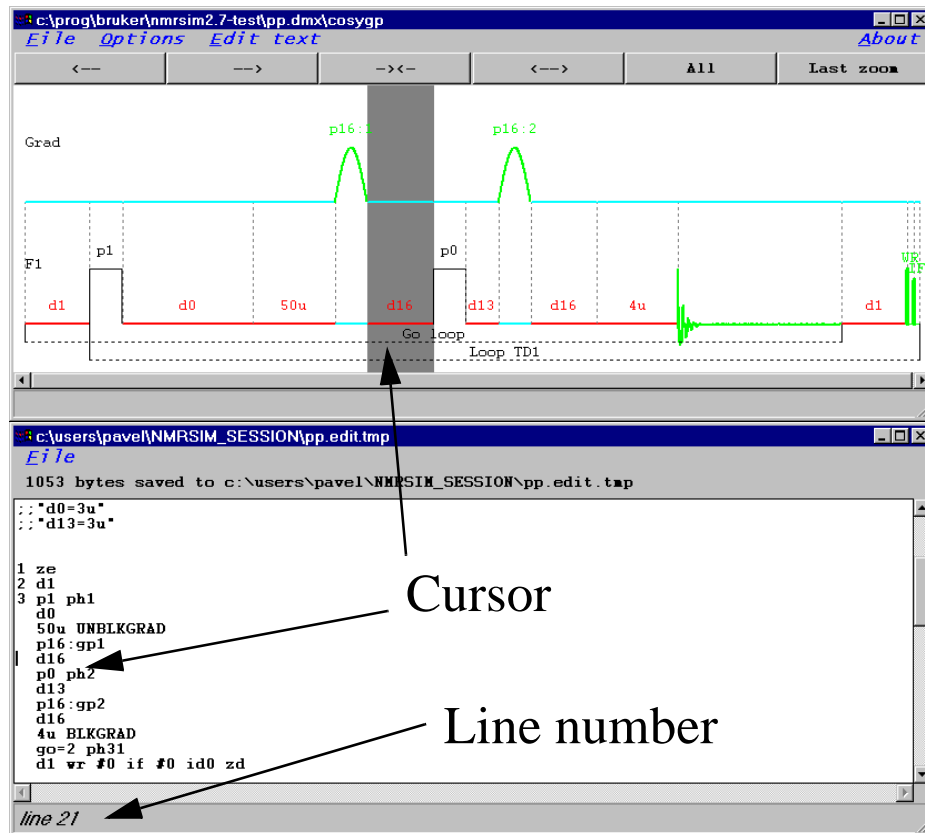 c:\prog\bruker\nmrsim2.7-test\pp.dmx\cosygp
File Options Edit text About
<-- --> -><- <--> All Last zoom
p16:1 p16:2
Grad
p1 p0 WR
F1 IF
d1 d0 50u d16 d13 d16 4u d1
Go loop
Loop TD1
c:\users\pavel\NMRSIM_SESSION\pp.edit.tmp
File
1053 bytes saved to c:\users\pavel\NMRSIM_SESSION\pp.edit.tmp
;;"d0=3u"
;;"d13=3u"
1 ze
2 d1
3 p1 ph1
d0
50u UNBLKGRAD
p16:gp1
d16
p0 ph2
d13
p16:gp2
d16
4u BLKGRAD
go=2 ph31
d1 wr #0 if #0 id0 zd
Cursor
Line number
line 21